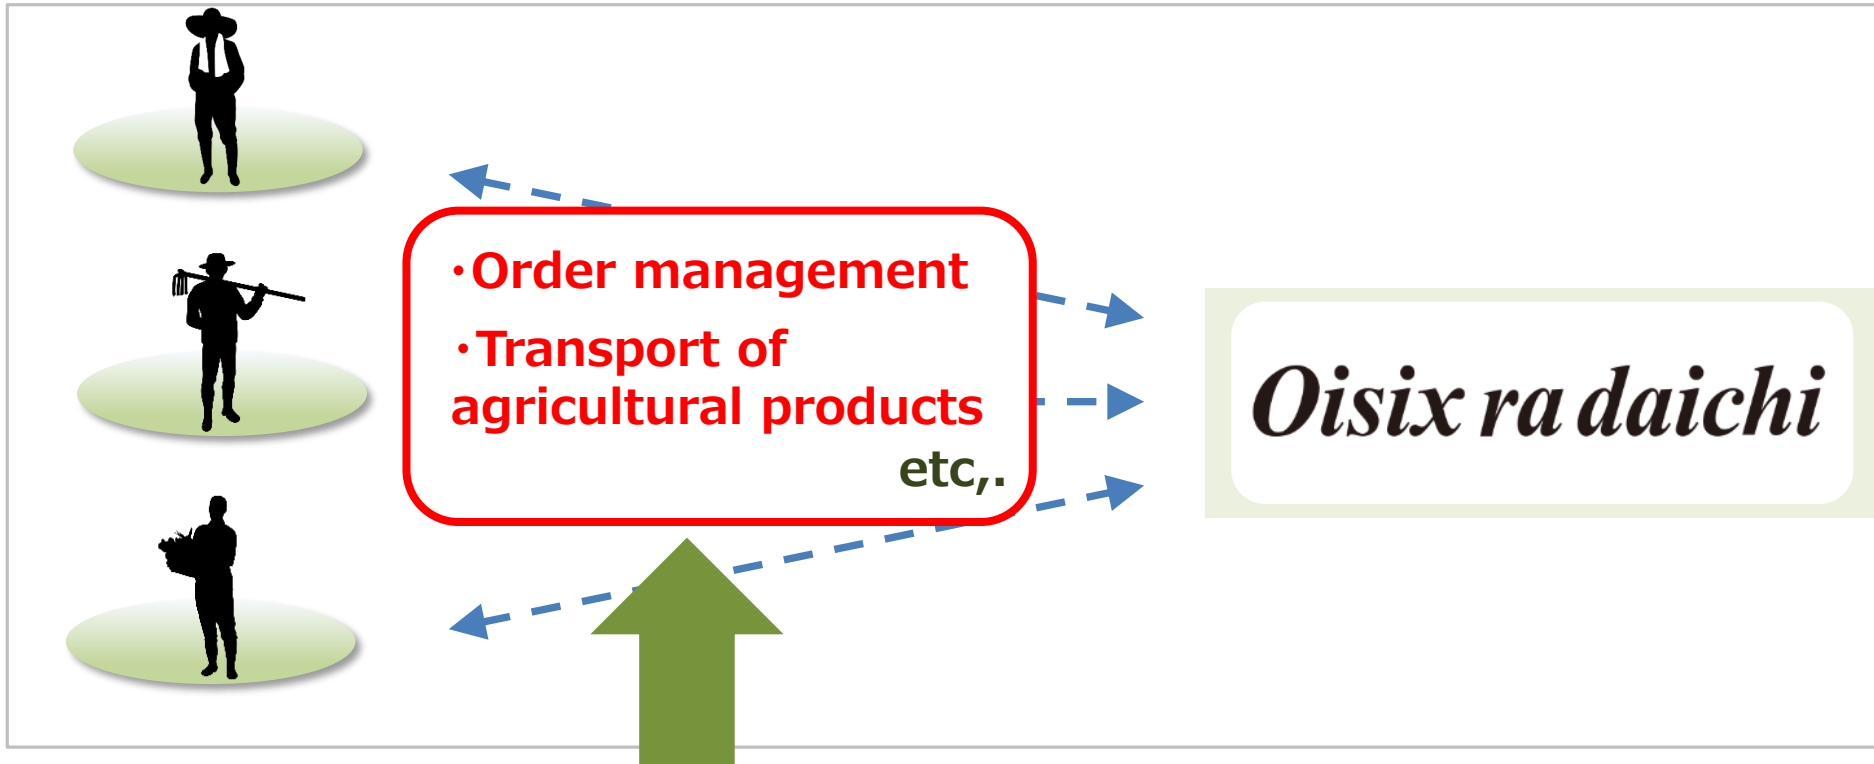 ・Order management
・Transport of
agricultural products
etc,.
Oisix ra daichi